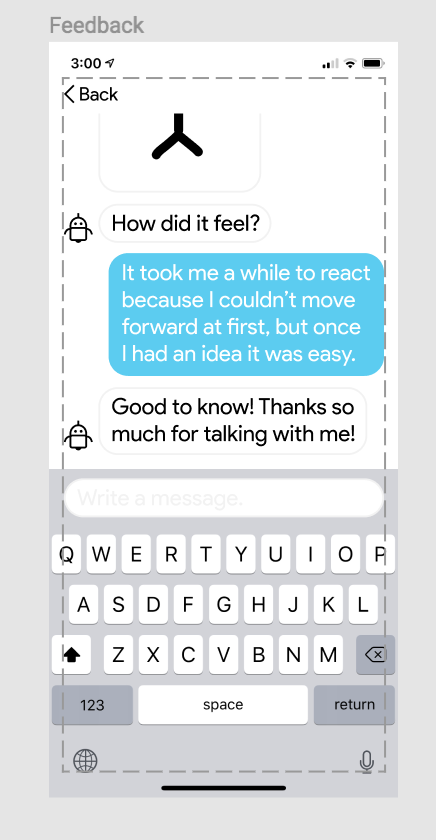 Feedback
3:00
Back
How did it feel?
It took me a while to react
because I couldn't move
forward at first, but once
I had an idea it was easy.
Good to know! Thanks so
much for talking with me!
Write a message.
Q W E R T Y U I O P
A S D F G H J K L
Z X C V B N M
123 space return